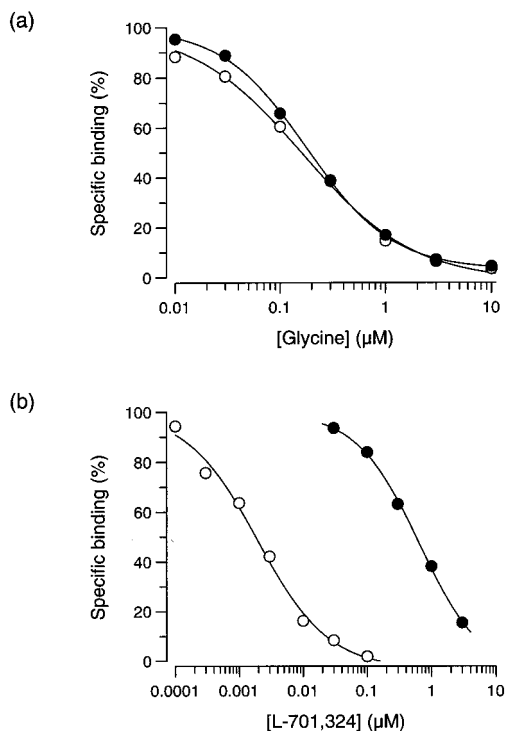 (a)
Specific binding (%)
100
80
60
40
20
0
0.01 0.1 1 10
[Glycine] (µM)
(b)
Specific binding (%)
100
80
60
40
20
0
0.0001 0.001 0.01 0.1 1 10
[L-701,324] (µM)